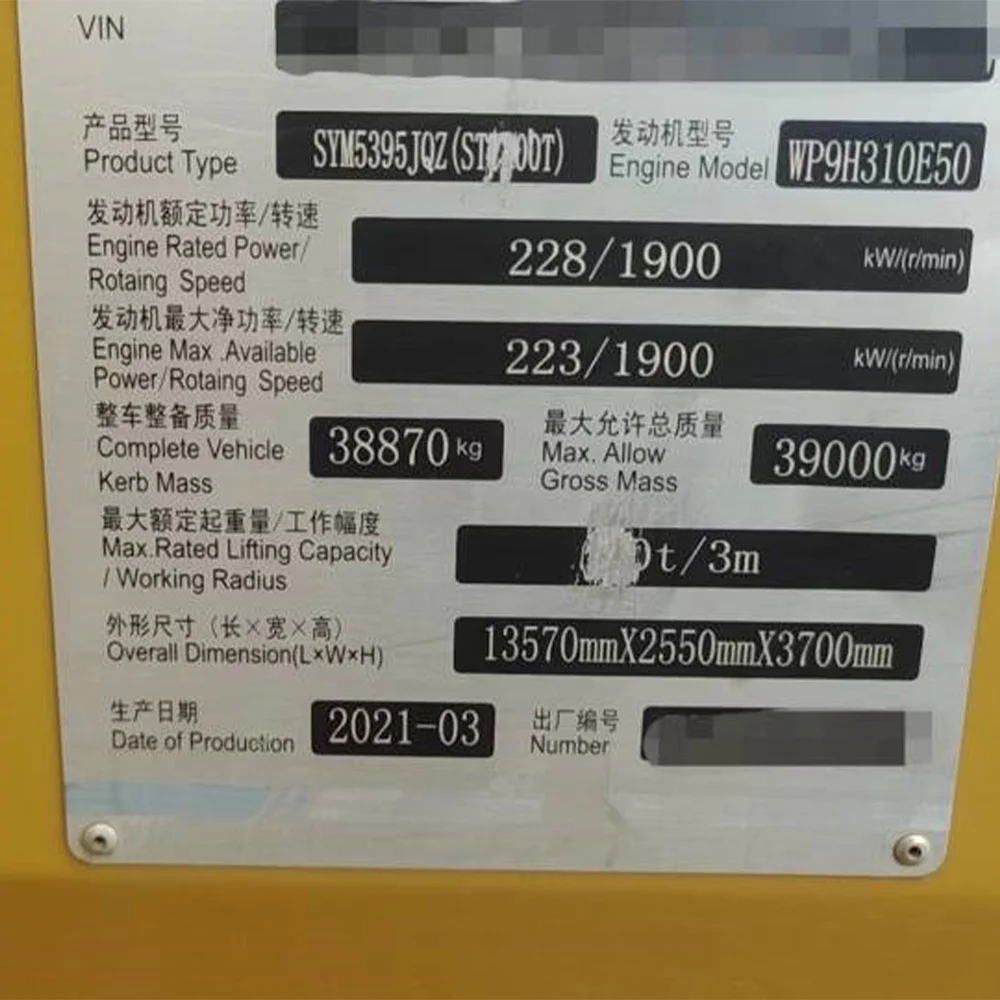 VIN
产品型号
Product Type
发动机型号
Engine Model
WP9H310E50
发动机额定功率/转速
Engine Rated Power/
Rotaing Speed
228/1900 kW/(r/min)
发动机最大净功率/转速
Engine Max .Available
Power/Rotaing Speed
223/1900 kW/(r/min)
整车整备质量
Complete Vehicle
Kerb Mass
38870kg
最大允许总质量
Max. Allow
Gross Mass
39000kg
最大额定起重量/工作幅度
Max.Rated Lifting Capacity
/ Working Radius
t/3m
外形尺寸（长×宽×高）
Overall Dimension(L×W×H)
13570mmX2550mmX3700mm
生产日期
Date of Production
2021-03
出厂编号
Number